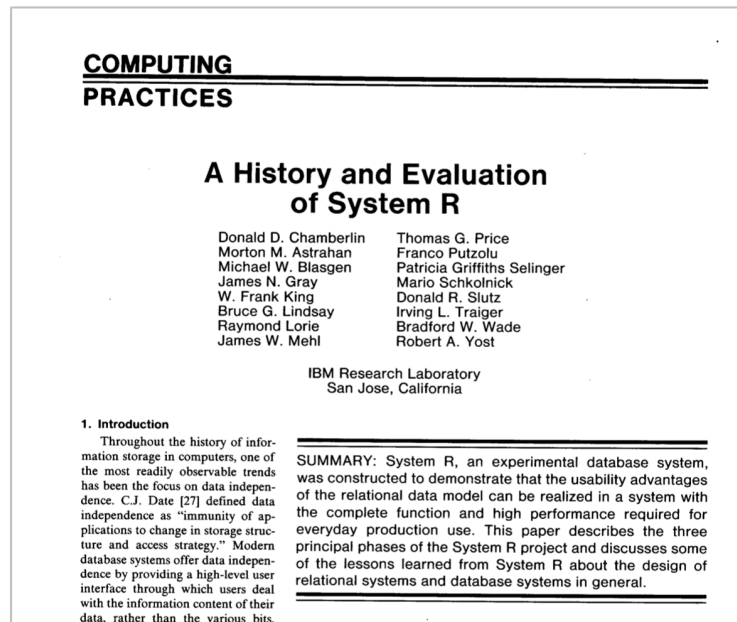 COMPUTING
PRACTICES
A History and Evaluation
of System R
Donald D. Chamberlin
Morton M. Astrahan
Michael W. Blasgen
James N. Gray
W. Frank King
Bruce G. Lindsay
Raymond Lorie
James W. Mehl
Thomas G. Price
Franco Putzolu
Patricia Griffiths Selinger
Mario Schkolnick
Donald R. Slutz
Irving L. Traiger
Bradford W. Wade
Robert A. Yost
IBM Research Laboratory
San Jose, California
1. Introduction
Throughout the history of infor-
mation storage in computers, one of
the most readily observable trends
has been the focus on data indepen-
dence. C.J. Date [27] defined data
independence as “immunity of ap-
plications to change in storage struc-
ture and access strategy.” Modern
database systems offer data indepen-
dence by providing a high-level user
interface through which users deal
with the information content of their
data, rather than the various bits,
SUMMARY: System R, an experimental database system,
was constructed to demonstrate that the usability advantages
of the relational data model can be realized in a system with
the complete function and high performance required for
everyday production use. This paper describes the three
principal phases of the System R project and discusses some
of the lessons learned from System R about the design of
relational systems and database systems in general.